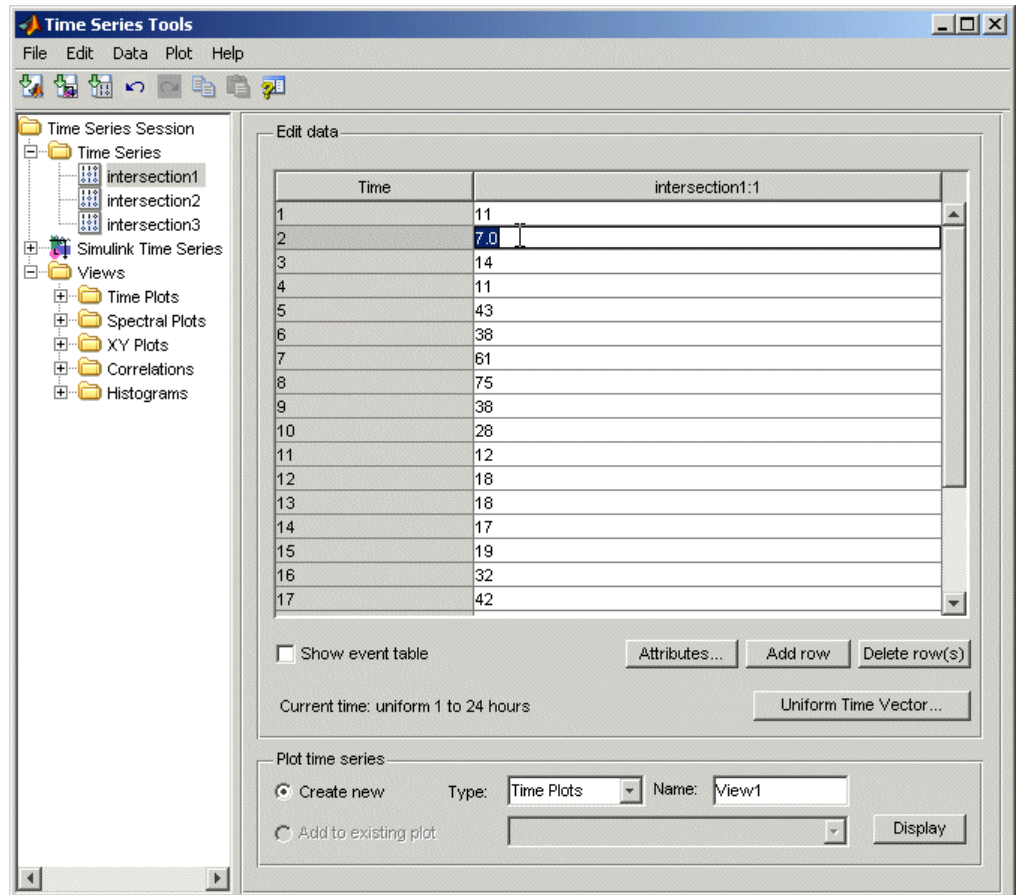 Time Series Tools
File Edit Data Plot Help
Time Series Session
Time Series
intersection1
intersection2
intersection3
Simulink Time Series
Views
Time Plots
Spectral Plots
XY Plots
Correlations
Histograms
Edit data
Time intersection1:1
1 11
2 7.0
3 14
4 11
5 43
6 38
7 61
8 75
9 38
10 28
11 12
12 18
13 18
14 17
15 19
16 32
17 42
Show event table
Attributes... Add row Delete row(s)
Current time: uniform 1 to 24 hours
Uniform Time Vector...
Plot time series
Create new Type: Time Plots Name: View1
Add to existing plot
Display